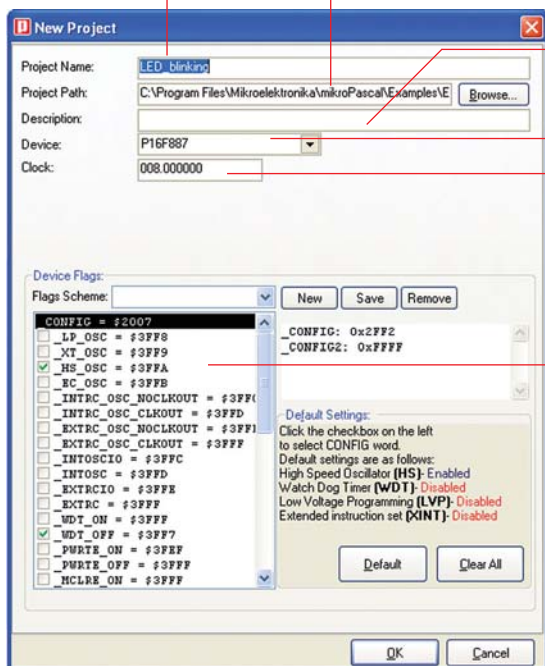 New Project
Project Name: LED_blinking
Project Path: C:\Program Files\Mikroelektronika\mikroPascal\Examples\E Browse...
Description:
Device: P16F887
Clock: 008.000000
Device Flags:
Flags Scheme: New Save Remove
_CONFIG = $2007
_LP_OSC = $3FF8
_XT_OSC = $3FF9
_HS_OSC = $3FFA
_EC_OSC = $3FFB
_INTRC_OSC_NOCLKOUT = $3FF
_INTRC_OSC_CLKOUT = $3FFD
_EXTRC_OSC_NOCLKOUT = $3FF
_EXTRC_OSC_CLKOUT = $3FFF
_INTOSCIO = $3FFC
_INTOSC = $3FFD
_EXTRCIO = $3FFE
_EXTRC = $3FFF
_WDT_ON = $3FFF
_WDT_OFF = $3FF7
_PWRTE_ON = $3FEF
_PWRTE_OFF = $3FFF
_MCLRE_ON = $3FFF
_CONFIG: 0x2FF2
_CONFIG2: 0xFFFF
Default Settings:
Click the checkbox on the left
to select CONFIG word.
Default settings are as follows:
High Speed Oscillator (HS)- Enabled
Watch Dog Timer (WDT)- Disabled
Low Voltage Programming (LVP)- Disabled
Extended instruction set (XINT)- Disabled
Default Clear All
OK Cancel